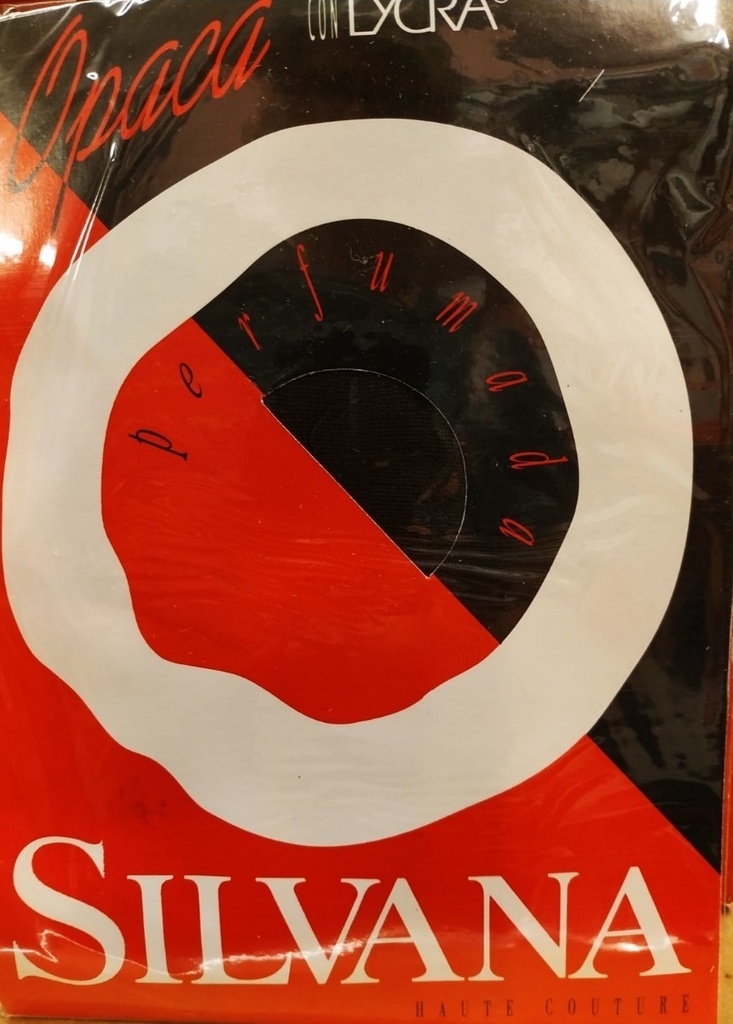 Opaca
CON LYCRA®
perfumada
SILVANA
HAUTE COUTURE